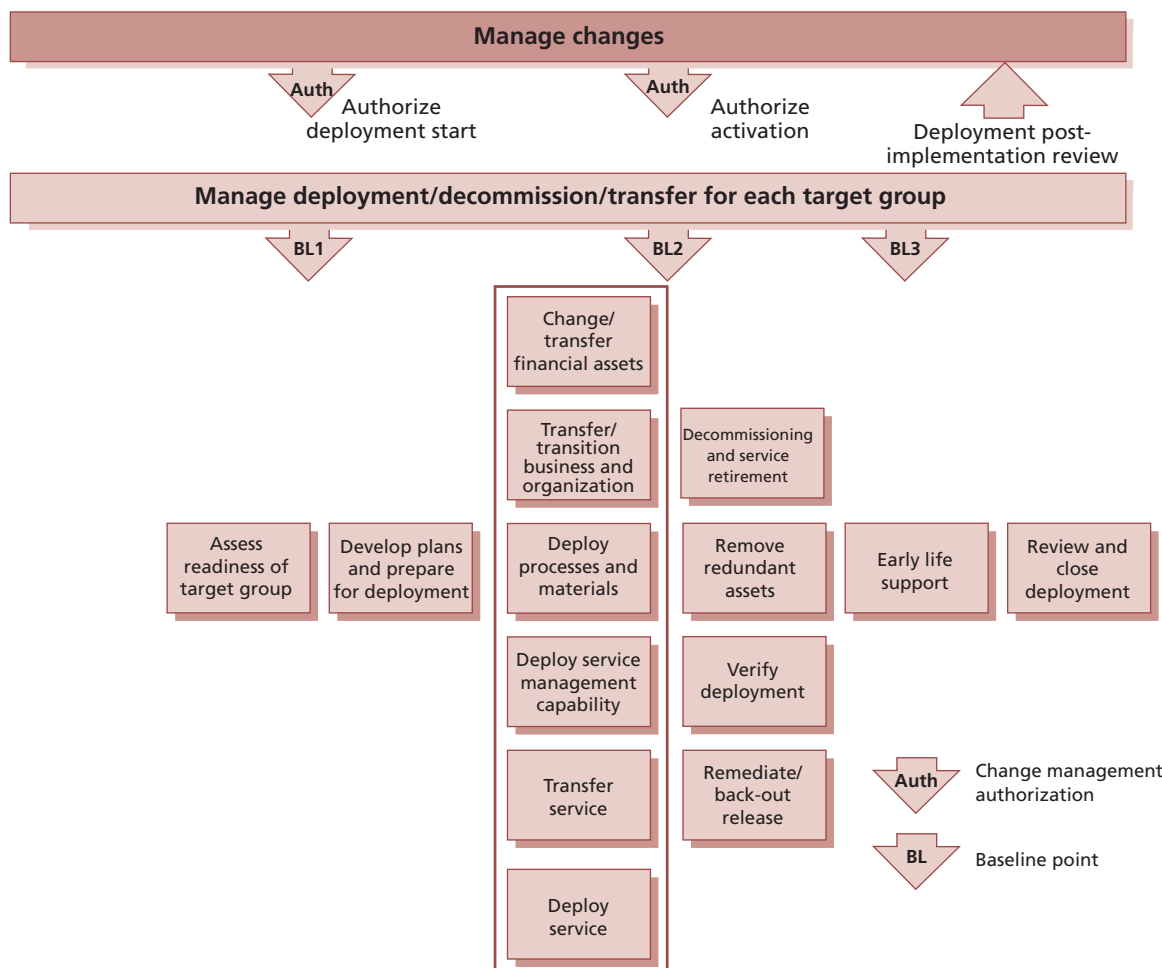 Manage changes
Auth
Authorize
deployment start
Auth
Authorize
activation
Deployment post-
implementation review
Manage deployment/decommission/transfer for each target group
BL1
BL2
BL3
Change/
transfer
financial assets
Transfer/
transition
business and
organization
Decommissioning
and service
retirement
Assess
readiness of
target group
Develop plans
and prepare
for deployment
Deploy
processes and
materials
Remove
redundant
assets
Early life
support
Review and
close
deployment
Deploy service
management
capability
Verify
deployment
Transfer
service
Remediate/
back-out
release
Auth
Change management
authorization
BL
Baseline point
Deploy
service